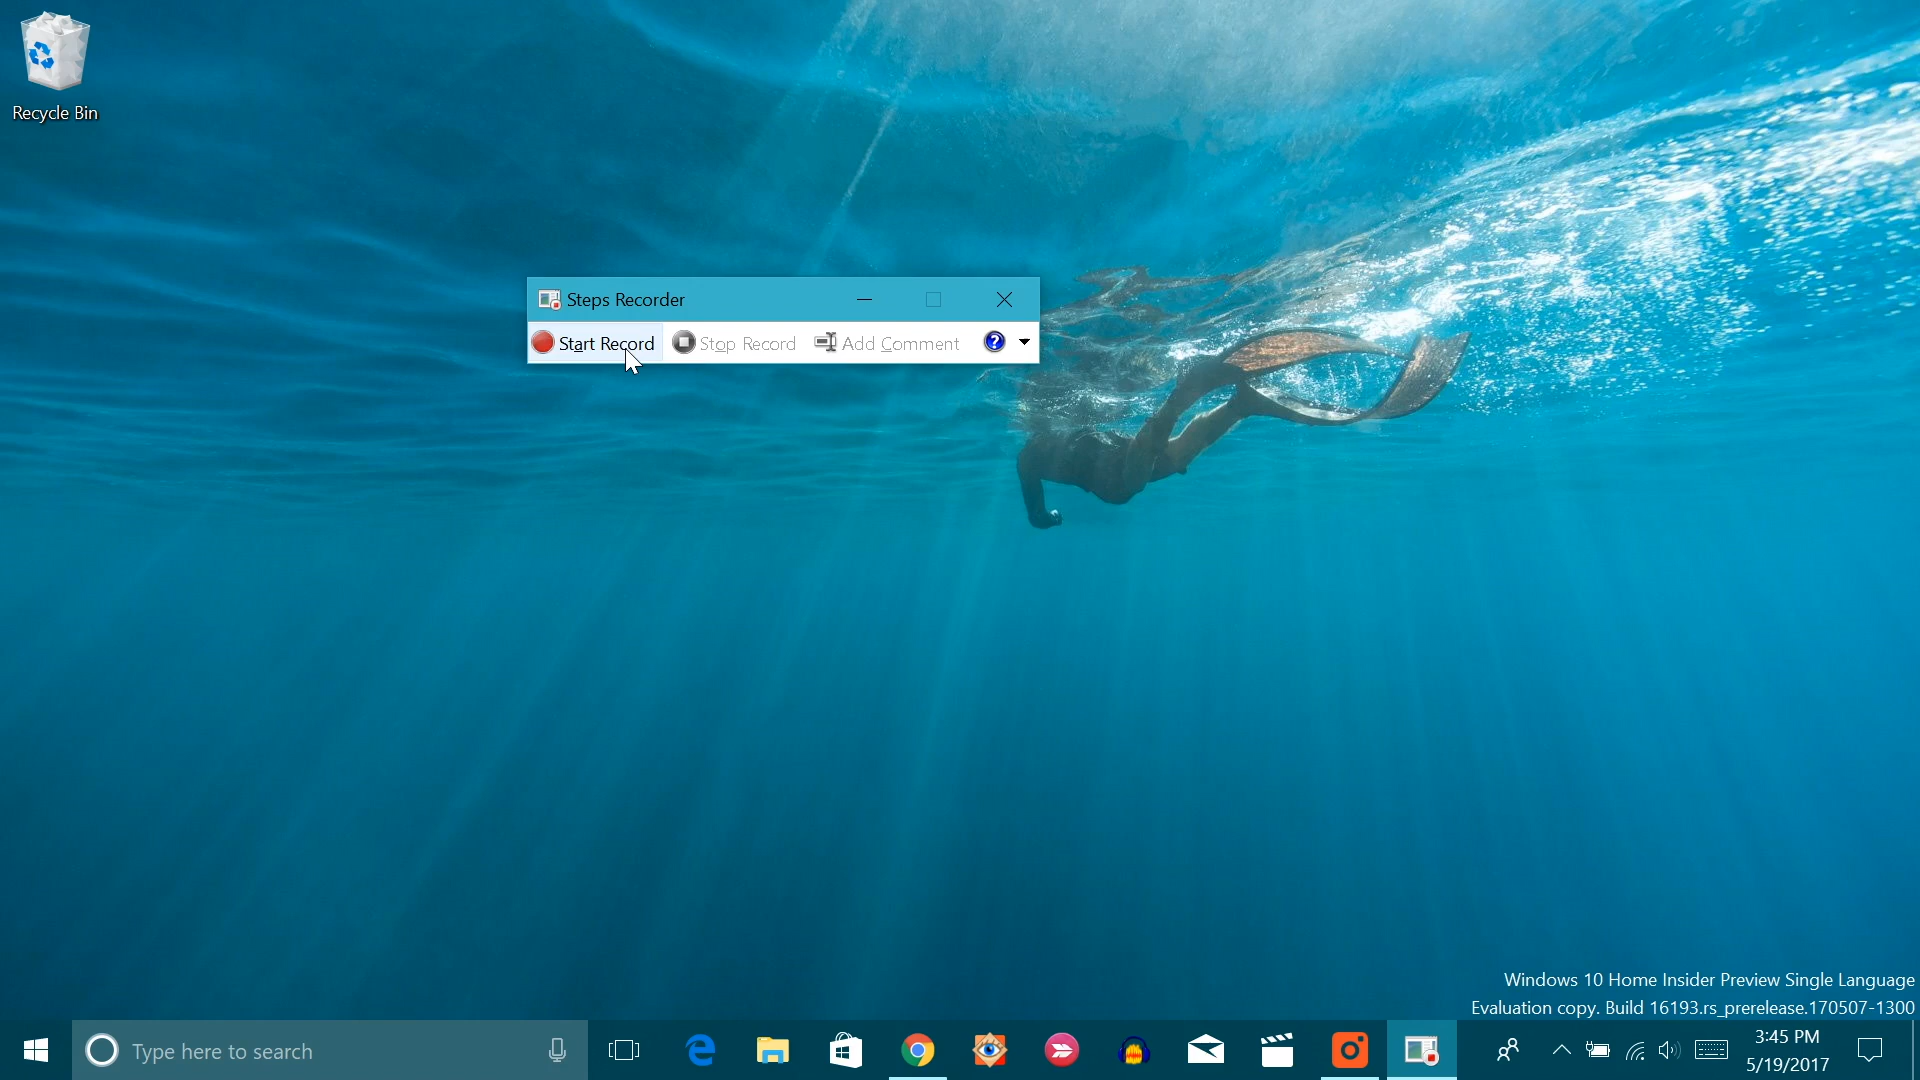 Recycle Bin
Steps Recorder
Start Record
Stop Record
Add Comment
Windows 10 Home Insider Preview Single Language
Evaluation copy. Build 16193.rs_prerelease.170507-1300
Type here to search
3:45 PM
5/19/2017